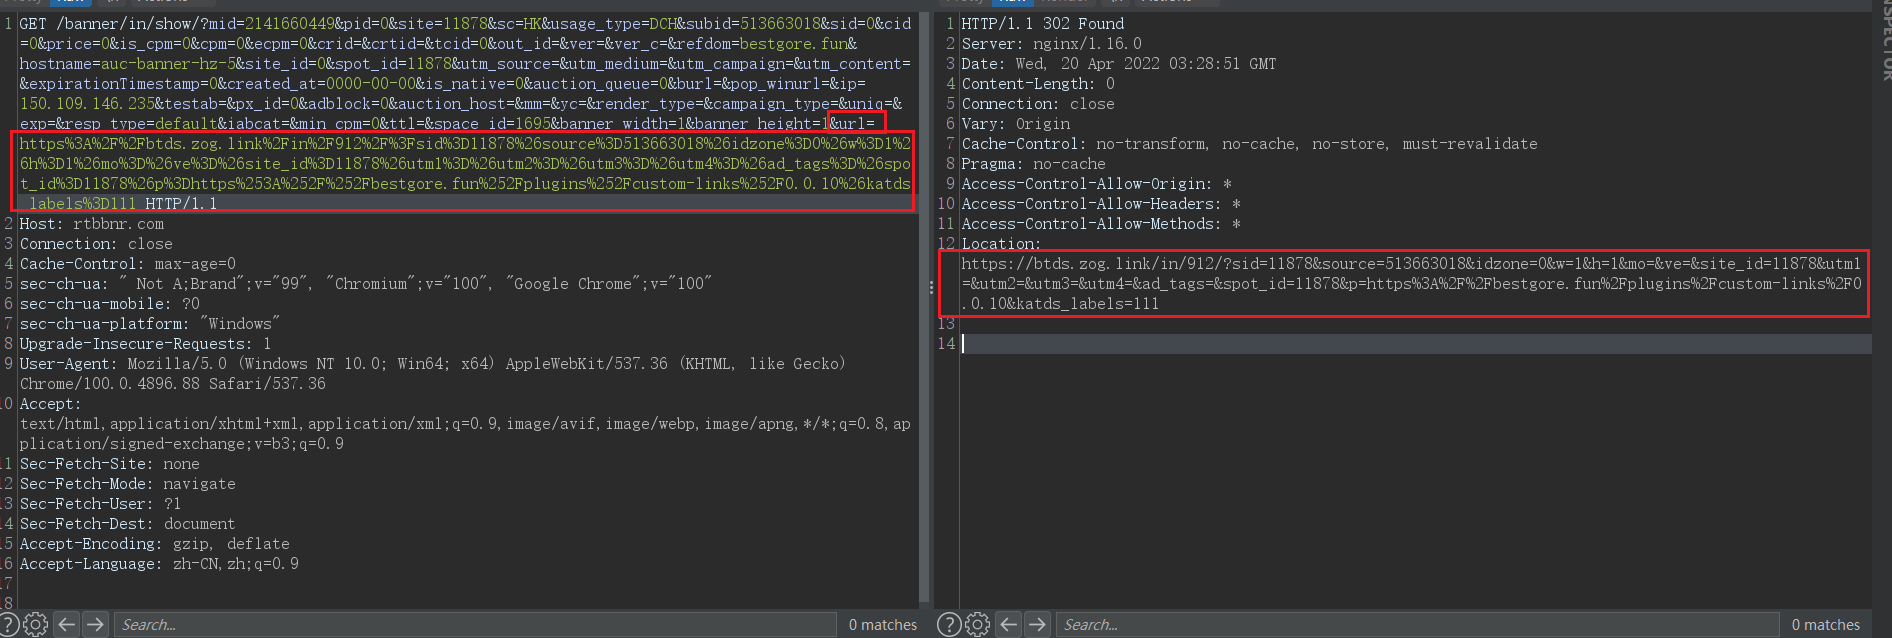 1 GET /banner/in/show/?mid=2141660449&pid=0&site=11878&sc=HK&usage_type=DCH&subid=513663018&sid=0&cid
=0&price=0&is_cpm=0&cpm=0&ecpm=0&crid=&crtid=&tcid=0&out_id=&ver=&ver_c=&refdom=bestgore.fun&
hostname=auc-banner-hz-5&site_id=0&spot_id=11878&utm_source=&utm_medium=&utm_campaign=&utm_content=
&expirationTimestamp=0&created_at=0000-00-00&is_native=0&auction_queue=0&burl=&pop_winurl=&ip=
150.109.146.235&testab=&px_id=0&adblock=0&auction_host=&mm=&yc=&render_type=&campaign_type=&uniq=&
exp=&resp_type=default&iabcat=&min_cpm=0&ttl=&space_id=1695&banner_width=1&banner_height=1&url=
https%3A%2F%2Fbtds.zog.link%2Fin%2F912%2F%3Fsid%3D11878%26source%3D513663018%26idzone%3D0%26w%3D1%2
6h%3D1%26mo%3D%26ve%3D%26site_id%3D11878%26utm1%3D%26utm2%3D%26utm3%3D%26utm4%3D%26ad_tags%3D%26spo
t_id%3D11878%26p%3Dhttps%253A%252F%252Fbestgore.fun%252Fplugins%252Fcustom-links%252F0.0.10%26katds
_labels%3D111 HTTP/1.1
2 Host: rtbbnr.com
3 Connection: close
4 Cache-Control: max-age=0
5 sec-ch-ua: " Not A;Brand";v="99", "Chromium";v="100", "Google Chrome";v="100"
6 sec-ch-ua-mobile: ?0
7 sec-ch-ua-platform: "Windows"
8 Upgrade-Insecure-Requests: 1
9 User-Agent: Mozilla/5.0 (Windows NT 10.0; Win64; x64) AppleWebKit/537.36 (KHTML, like Gecko)
Chrome/100.0.4896.88 Safari/537.36
10 Accept:
text/html,application/xhtml+xml,application/xml;q=0.9,image/avif,image/webp,image/apng,*/*;q=0.8,ap
plication/signed-exchange;v=b3;q=0.9
11 Sec-Fetch-Site: none
12 Sec-Fetch-Mode: navigate
13 Sec-Fetch-User: ?1
14 Sec-Fetch-Dest: document
15 Accept-Encoding: gzip, deflate
16 Accept-Language: zh-CN,zh;q=0.9
17
18
Search...
0 matches
1 HTTP/1.1 302 Found
2 Server: nginx/1.16.0
3 Date: Wed, 20 Apr 2022 03:28:51 GMT
4 Content-Length: 0
5 Connection: close
6 Vary: Origin
7 Cache-Control: no-transform, no-cache, no-store, must-revalidate
8 Pragma: no-cache
9 Access-Control-Allow-Origin: *
10 Access-Control-Allow-Headers: *
11 Access-Control-Allow-Methods: *
12 Location:
https://btds.zog.link/in/912/?sid=11878&source=513663018&idzone=0&w=1&h=1&mo=&ve=&site_id=11878&utm1
=&utm2=&utm3=&utm4=&ad_tags=&spot_id=11878&p=https%3A%2F%2Fbestgore.fun%2Fplugins%2Fcustom-links%2F0
.0.10&katds_labels=111
13
14
Search...
0 matches